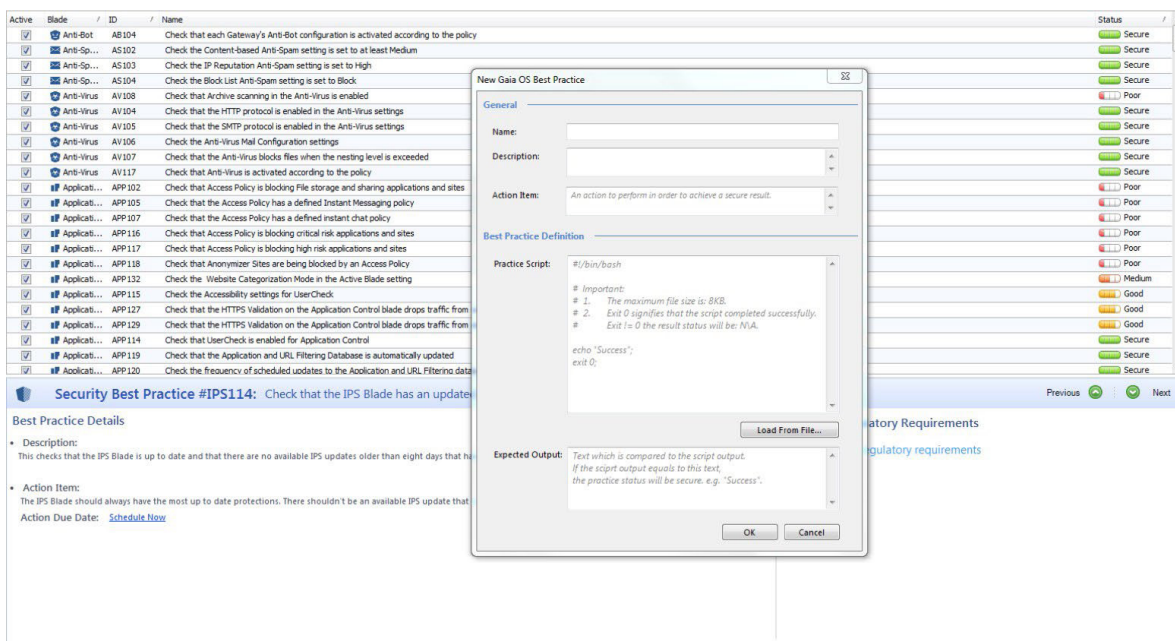 Active Blade / ID / Name Status /
Anti-Bot AB104 Check that each Gateway's Anti-Bot configuration is activated according to the policy Secure
Anti-Sp... AS102 Check the Content-based Anti-Spam setting is set to at least Medium Secure
Anti-Sp... AS103 Check the IP Reputation Anti-Spam setting is set to High Secure
Anti-Sp... AS104 Check the Block List Anti-Spam setting is set to Block Secure
Anti-Virus AV108 Check that Archive scanning in the Anti-Virus is enabled Poor
Anti-Virus AV104 Check that the HTTP protocol is enabled in the Anti-Virus settings Secure
Anti-Virus AV105 Check that the SMTP protocol is enabled in the Anti-Virus settings Secure
Anti-Virus AV106 Check the Anti-Virus Mail Configuration settings Secure
Anti-Virus AV107 Check that the Anti-Virus blocks files when the nesting level is exceeded Secure
Anti-Virus AV117 Check that Anti-Virus is activated according to the policy Secure
Applicati... APP102 Check that Access Policy is blocking File storage and sharing applications and sites Poor
Applicati... APP105 Check that the Access Policy has a defined Instant Messaging policy Poor
Applicati... APP107 Check that the Access Policy has a defined instant chat policy Poor
Applicati... APP116 Check that Access Policy is blocking critical risk applications and sites Poor
Applicati... APP117 Check that Access Policy is blocking high risk applications and sites Poor
Applicati... APP118 Check that Anonymizer Sites are being blocked by an Access Policy Poor
Applicati... APP132 Check the Website Categorization Mode in the Active Blade setting Medium
Applicati... APP115 Check the Accessibility settings for UserCheck Good
Applicati... APP127 Check that the HTTPS Validation on the Application Control blade drops traffic from Good
Applicati... APP129 Check that the HTTPS Validation on the Application Control blade drops traffic from Good
Applicati... APP114 Check that UserCheck is enabled for Application Control Secure
Applicati... APP119 Check that the Application and URL Filtering Database is automatically updated Secure
Applicati... APP120 Check the frequency of scheduled updates to the Application and URL Filtering data Secure
Security Best Practice #IPS114: Check that the IPS Blade has an update Previous Next
Best Practice Details
• Description:
This checks that the IPS Blade is up to date and that there are no available IPS updates older than eight days that ha
• Action Item:
The IPS Blade should always have the most up to date protections. There shouldn't be an available IPS update that
Action Due Date: Schedule Now
atory Requirements
gulatory requirements
New Gaia OS Best Practice
General
Name:
Description:
Action Item: An action to perform in order to achieve a secure result.
Best Practice Definition
Practice Script: #!/bin/bash
# Important:
# 1. The maximum file size is: 8KB.
# 2. Exit 0 signifies that the script completed successfully.
# Exit != 0 the result status will be: N\A.
echo "Success";
exit 0;
Load From File...
Expected Output: Text which is compared to the script output.
If the sciprt output equals to this text,
the practice status will be secure. e.g. "Success".
OK Cancel